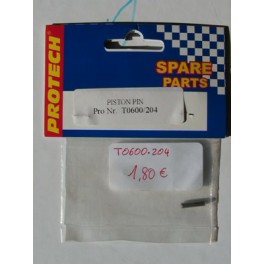 PROTECH
SPARE
PARTS
PISTON PIN
Pro Nr. T0600/204
T0600-204
1,80 €